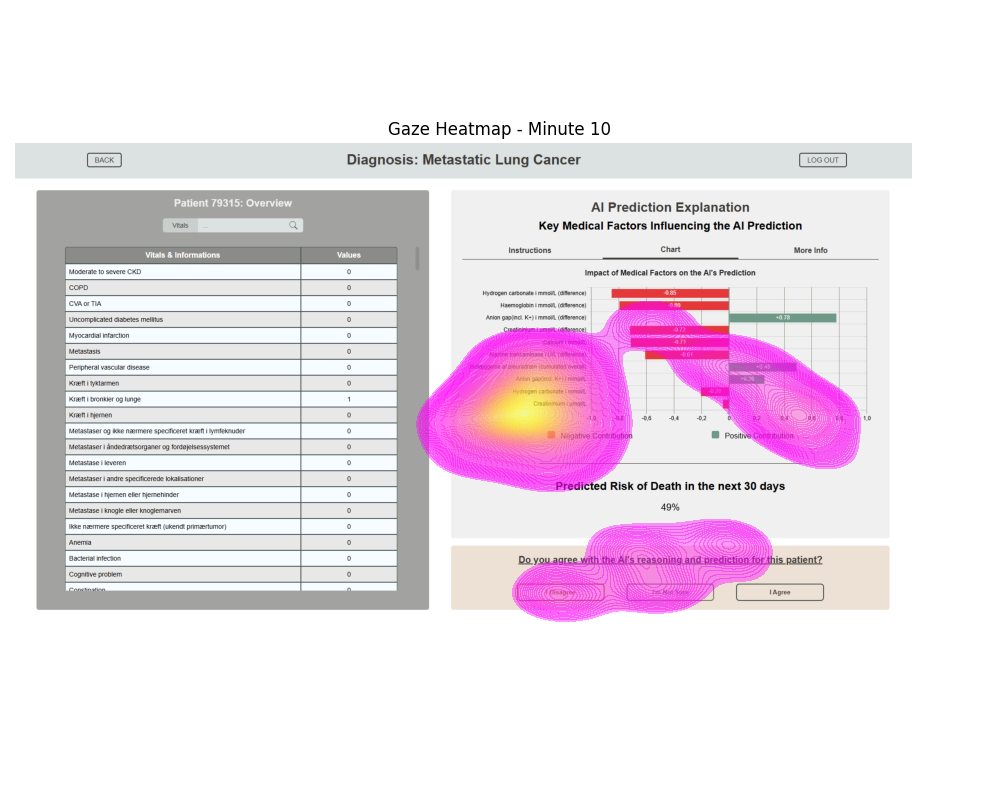 Gaze Heatmap - Minute 10
BACK
Diagnosis: Metastatic Lung Cancer
LOG OUT
Patient 79315: Overview
Vitals ...
Vitals & Informations Values
Moderate to severe CKD 0
COPD 0
CVA or TIA 0
Uncomplicated diabetes mellitus 0
Myocardial infarction 0
Metastasis 0
Peripheral vascular disease 0
Kræft i tyktarmen 0
Kræft i bronkier og lunge 1
Kræft i hjernen 0
Metastaser og ikke nærmere specificeret kræft i lymfeknuder 0
Metastaser i åndedrætsorganer og fordøjelsessystemet 0
Metastase i leveren 0
Metastaser i andre specificerede lokalisationer 0
Metastase i hjernen eller hjernehinder 0
Metastase i knogle eller knoglemarven 0
Ikke nærmere specificeret kræft (ukendt primærtumor) 0
Anemia 0
Bacterial infection 0
Cognitive problem 0
Constipation 0
AI Prediction Explanation
Key Medical Factors Influencing the AI Prediction
Instructions Chart More Info
Impact of Medical Factors on the AI's Prediction
Hydrogen carbonate i mmol/L (difference) -0.85
Haemoglobin i mmol/L (difference)
Anion gap(incl. K+) i mmol/L (difference) +0.78
Creatininium i umol/L (difference) -0.72
Calcium i mmol/L -0.71
transaminase i U/L (difference) -0.61
Anion gap(incl. K+) i mmol/L
Hydrogen carbonate i mmol/L
Creatininium i umol/L
-1,0 -0,8 -0,6 -0,4 -0,2 0 0,2 0,4 0,6 0,8 1,0
Negative Contribution Positive Contribution
Predicted Risk of Death in the next 30 days
49%
Do you agree with the AI's reasoning and prediction for this patient?
I Disagree I'm Not Sure I Agree